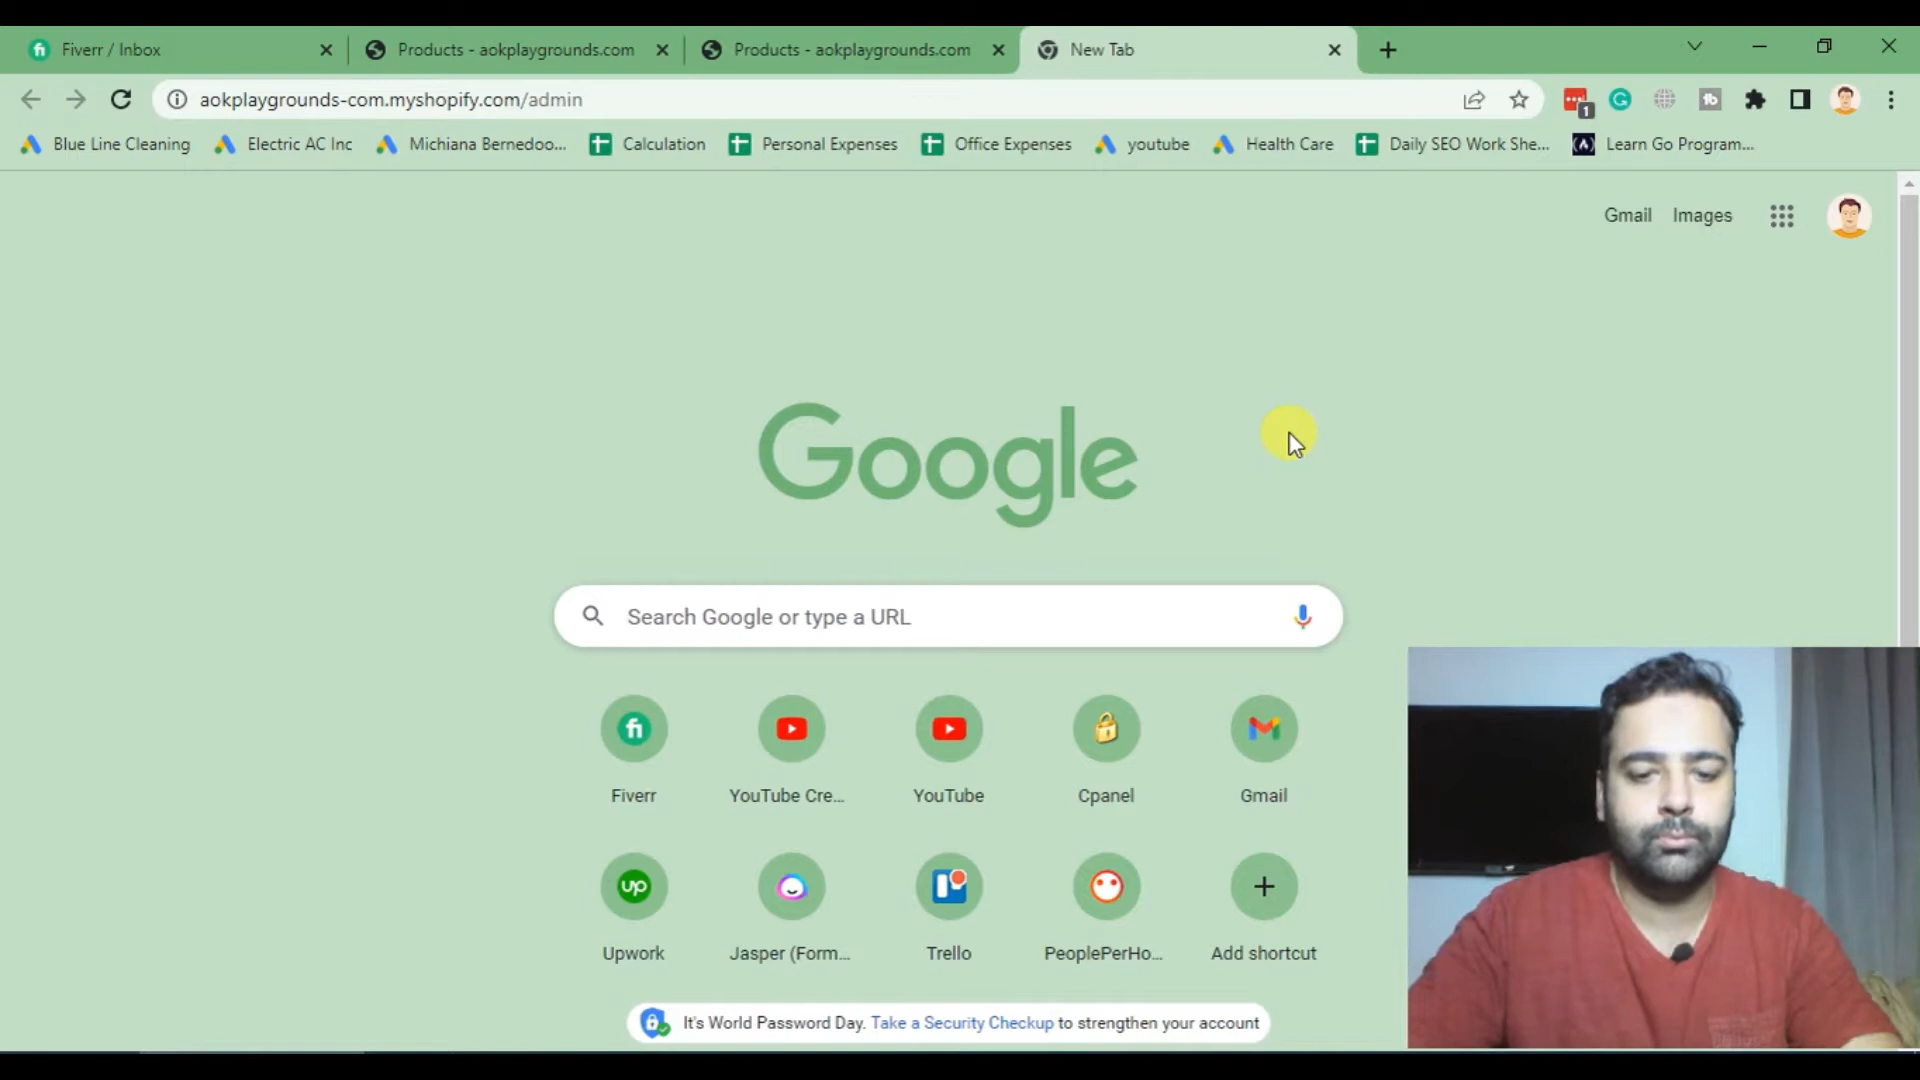 Fiverr / Inbox
Products - aokplaygrounds.com
Products - aokplaygrounds.com
New Tab
aokplaygrounds-com.myshopify.com/admin
1
Blue Line Cleaning
Electric AC Inc
Michiana Bernedoo...
Calculation
Personal Expenses
Office Expenses
youtube
Health Care
Daily SEO Work She...
Learn Go Program...
Gmail
Images
Google
Search Google or type a URL
Fiverr
YouTube Cre...
YouTube
Cpanel
Gmail
Upwork
Jasper (Form...
Trello
PeoplePerHo...
Add shortcut
It's World Password Day. Take a Security Checkup to strengthen your account